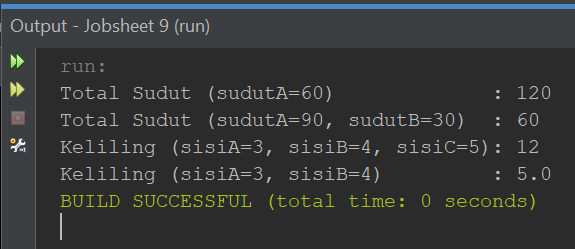 Output - Jobsheet 9 (run)
run:
Total Sudut (sudutA=60)             : 120
Total Sudut (sudutA=90, sudutB=30)  : 60
Keliling (sisiA=3, sisiB=4, sisiC=5): 12
Keliling (sisiA=3, sisiB=4)         : 5.0
BUILD SUCCESSFUL (total time: 0 seconds)